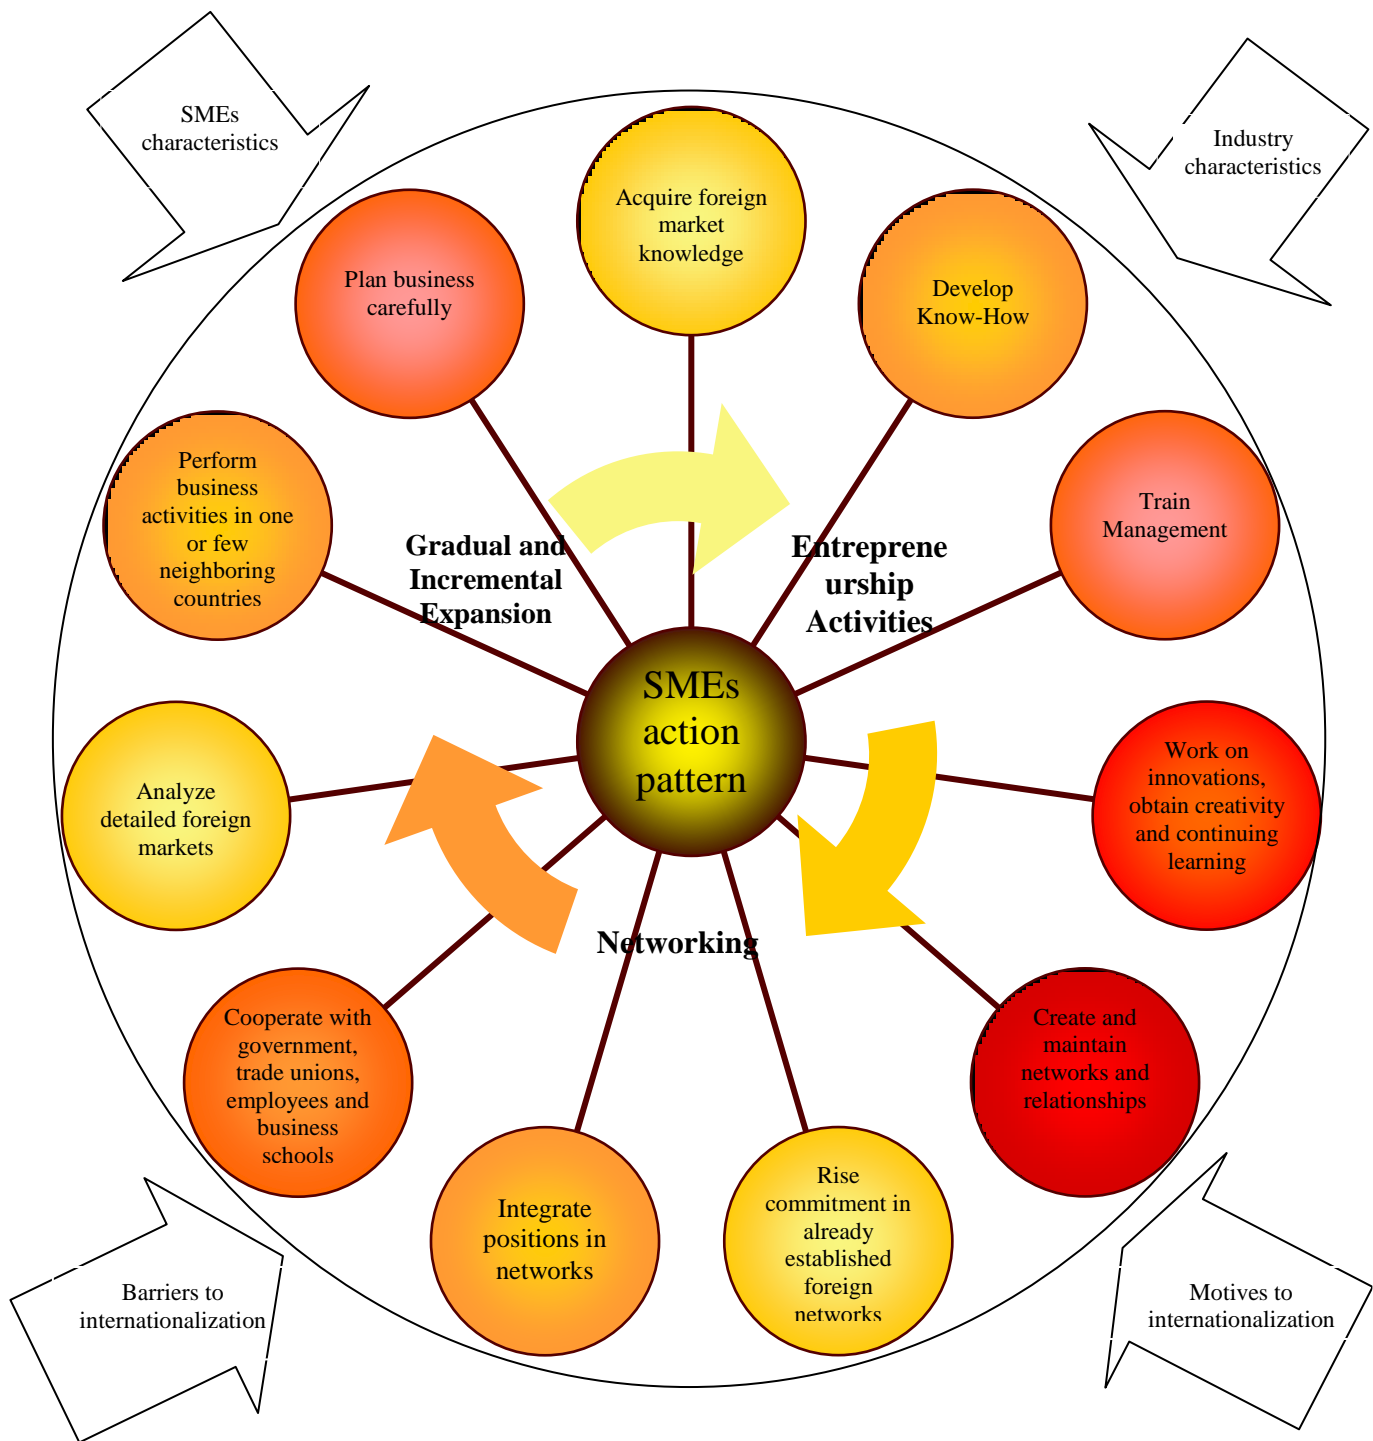 SMEs
characteristics
Industry
characteristics
Acquire foreign
market
knowledge
Plan business
carefully
Develop
Know-How
Perform
business
activities in one
or few
neighboring
countries
Train
Management
Gradual and
Incremental
Expansion
Entreprene
urship
Activities
SMEs
action
pattern
Analyze
detailed foreign
markets
Work on
innovations,
obtain creativity
and continuing
learning
Networking
Cooperate with
government,
trade unions,
employees and
business
schools
Create and
maintain
networks and
relationships
Integrate
positions in
networks
Rise
commitment in
already
established
foreign
networks
Barriers to
internationalization
Motives to
internationalization